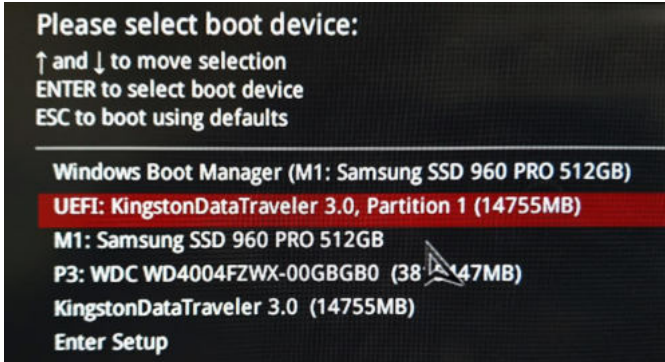 Please select boot device:
↑ and ↓ to move selection
ENTER to select boot device
ESC to boot using defaults
Windows Boot Manager (M1: Samsung SSD 960 PRO 512GB)
UEFI: KingstonDataTraveler 3.0, Partition 1 (14755MB)
M1: Samsung SSD 960 PRO 512GB
P3: WDC WD4004FZWX-00GBGB0
KingstonDataTraveler 3.0 (14755MB)
Enter Setup